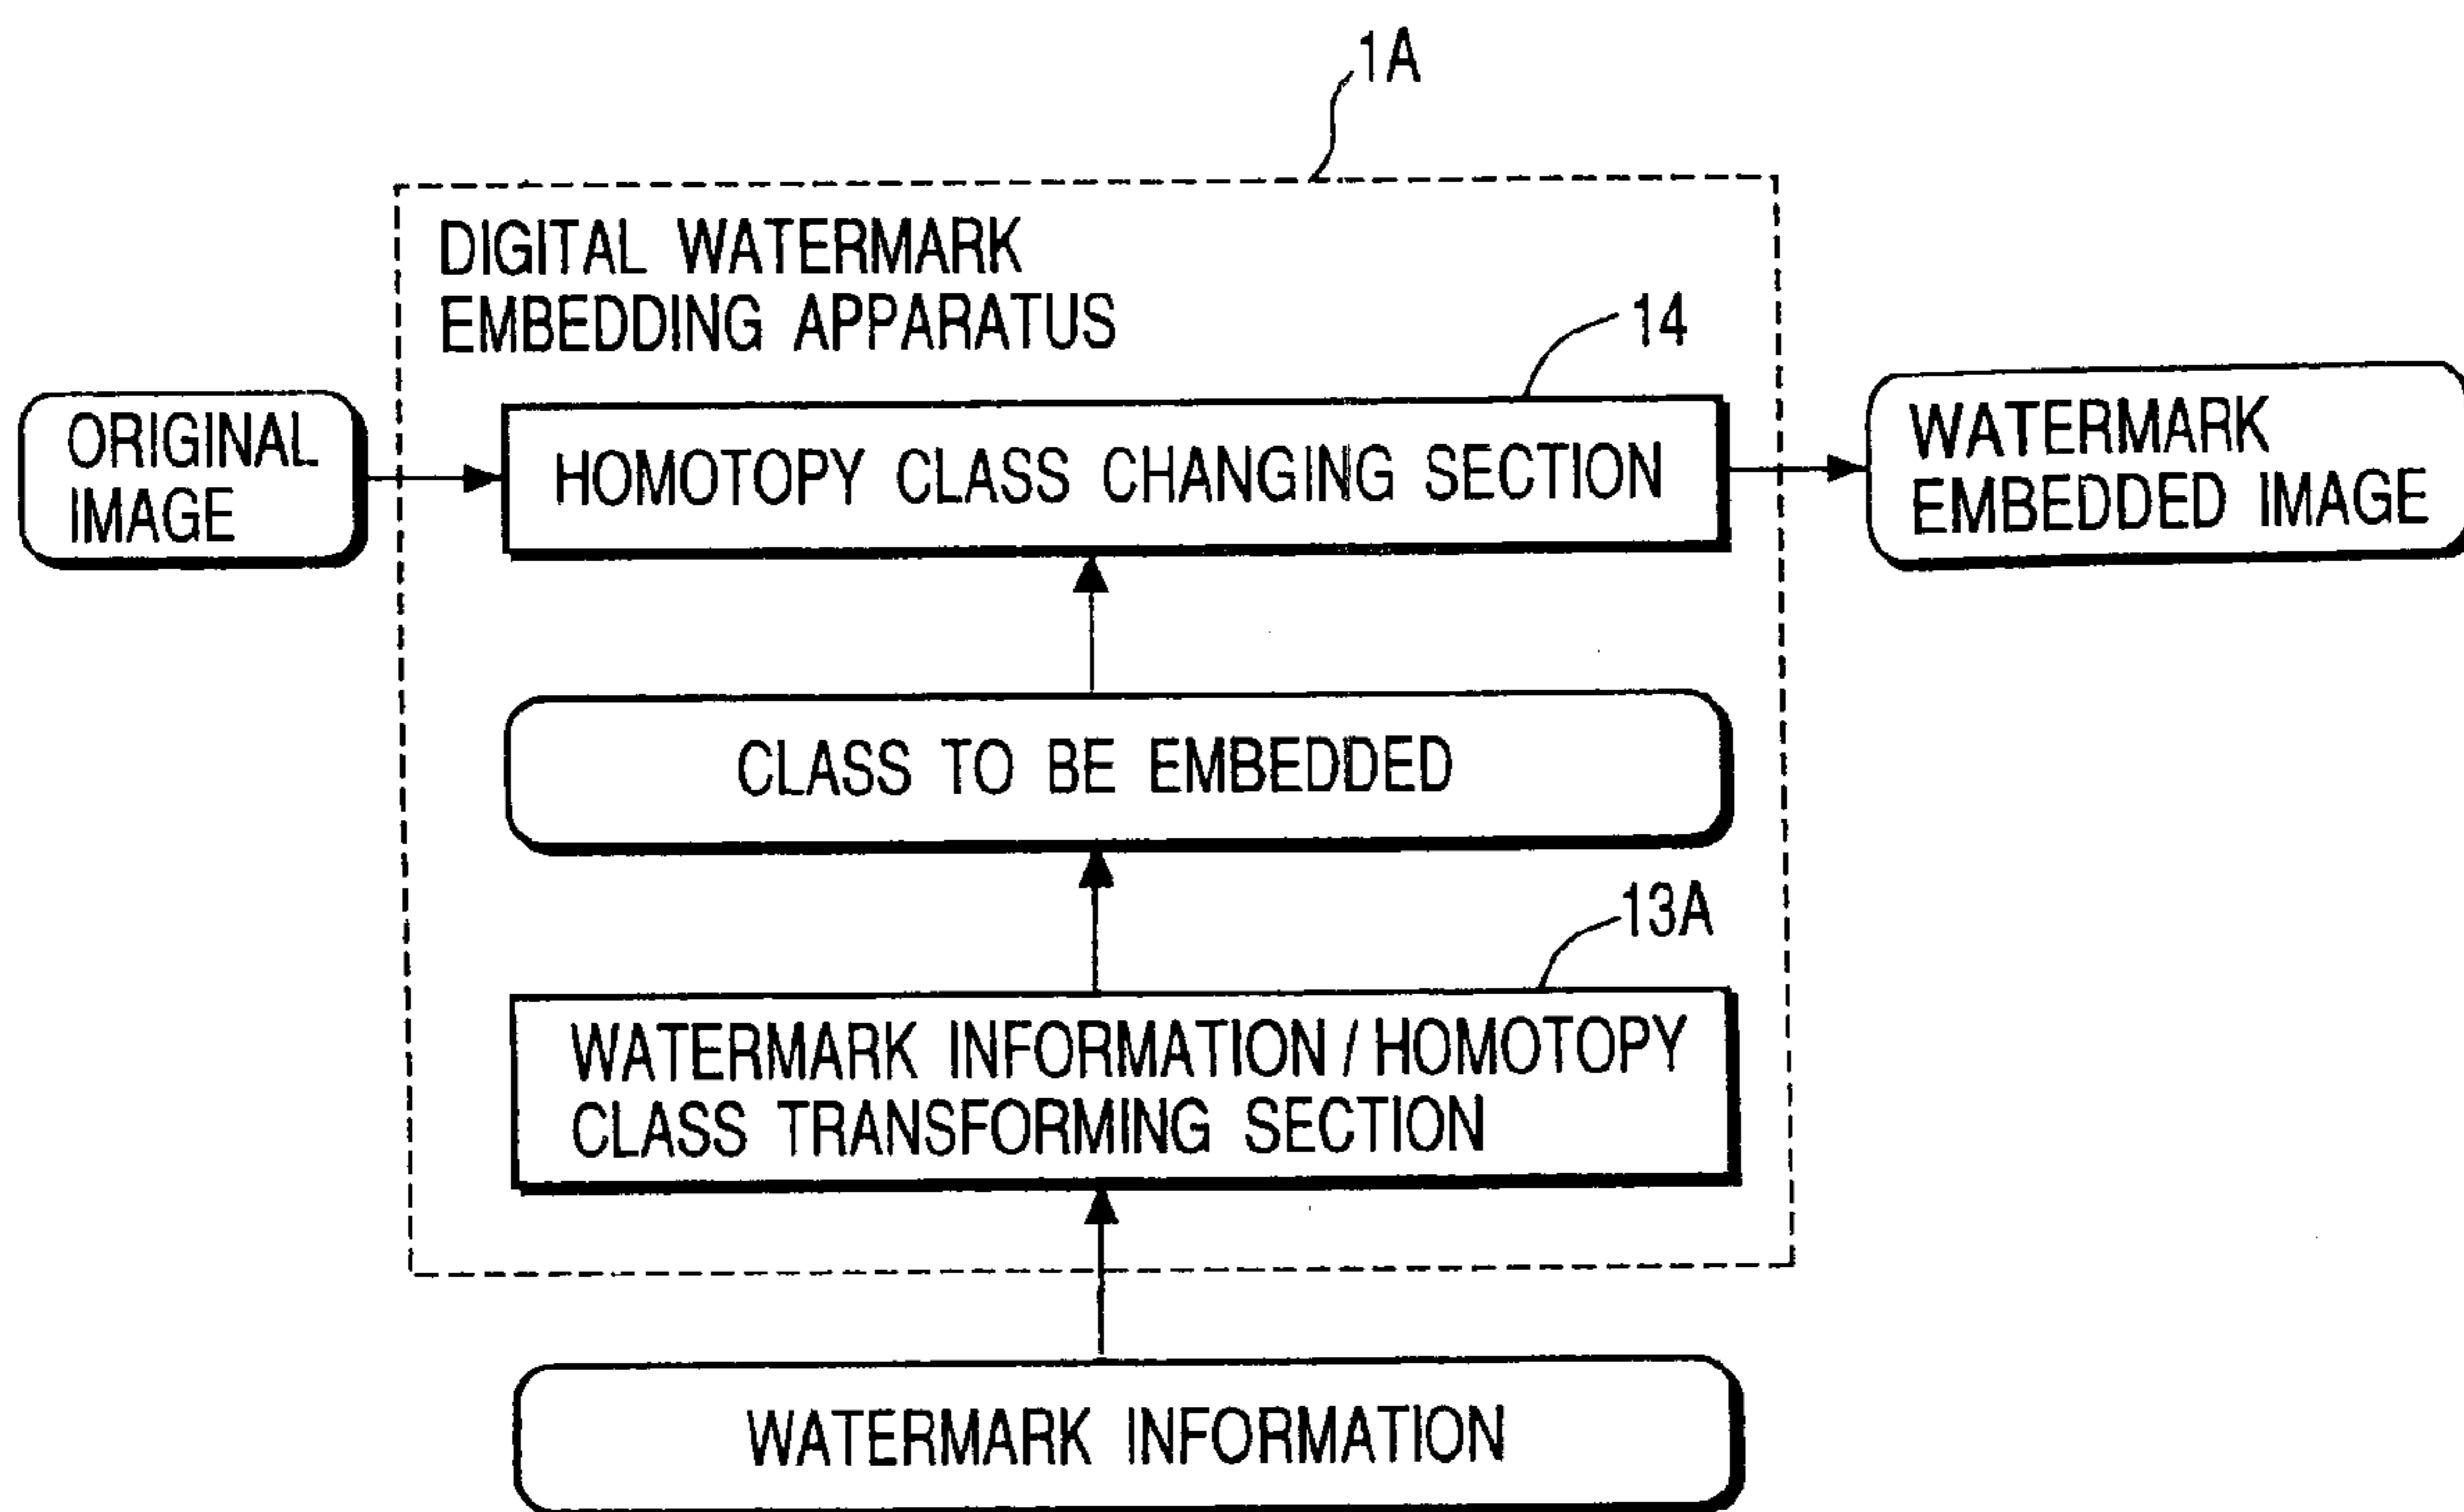 1A
DIGITAL WATERMARK
EMBEDDING APPARATUS
14
ORIGINAL
IMAGE
HOMOTOPY CLASS CHANGING SECTION
WATERMARK
EMBEDDED IMAGE
CLASS TO BE EMBEDDED
13A
WATERMARK INFORMATION / HOMOTOPY
CLASS TRANSFORMING SECTION
WATERMARK INFORMATION